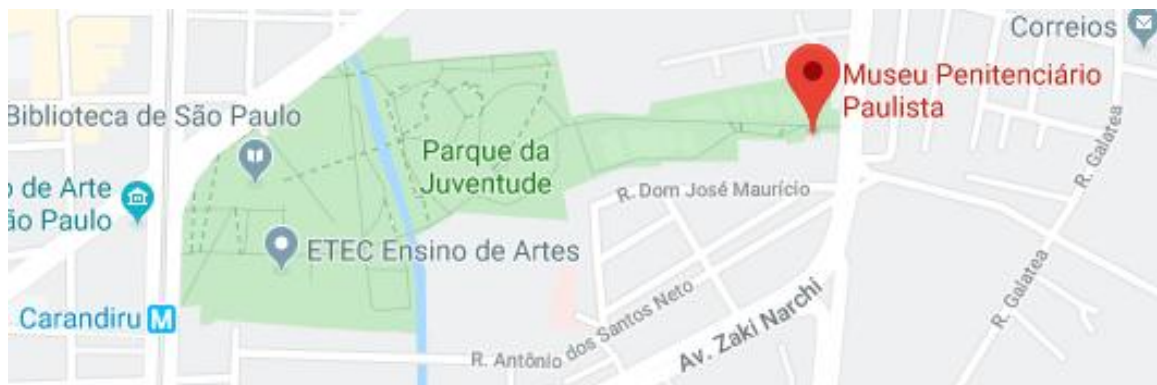 Correios
Museu Penitenciário
Paulista
Biblioteca de São Paulo
Parque da
Juventude
R. Galatea
o de Arte
ão Paulo
R. Dom José Maurício
ETEC Ensino de Artes
R. Galatea
Carandiru M
Av. Zaki Narchi
R. Antônio dos Santos Neto